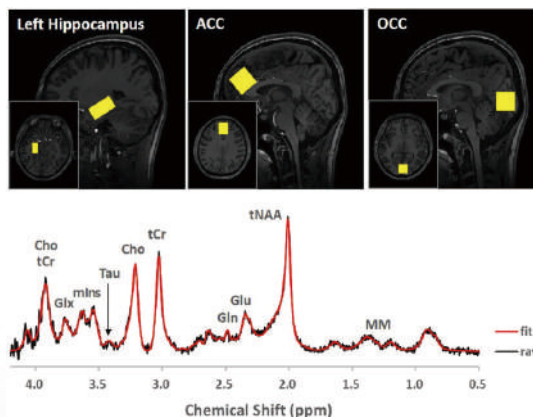 Left Hippocampus
ACC
OCC
tNAA
Cho
tCr
Cho
tCr
Tau
mIns
Glx
Glu
Gln
MM
fit
raw
4.0 3.5 3.0 2.5 2.0 1.5 1.0 0.5
Chemical Shift (ppm)